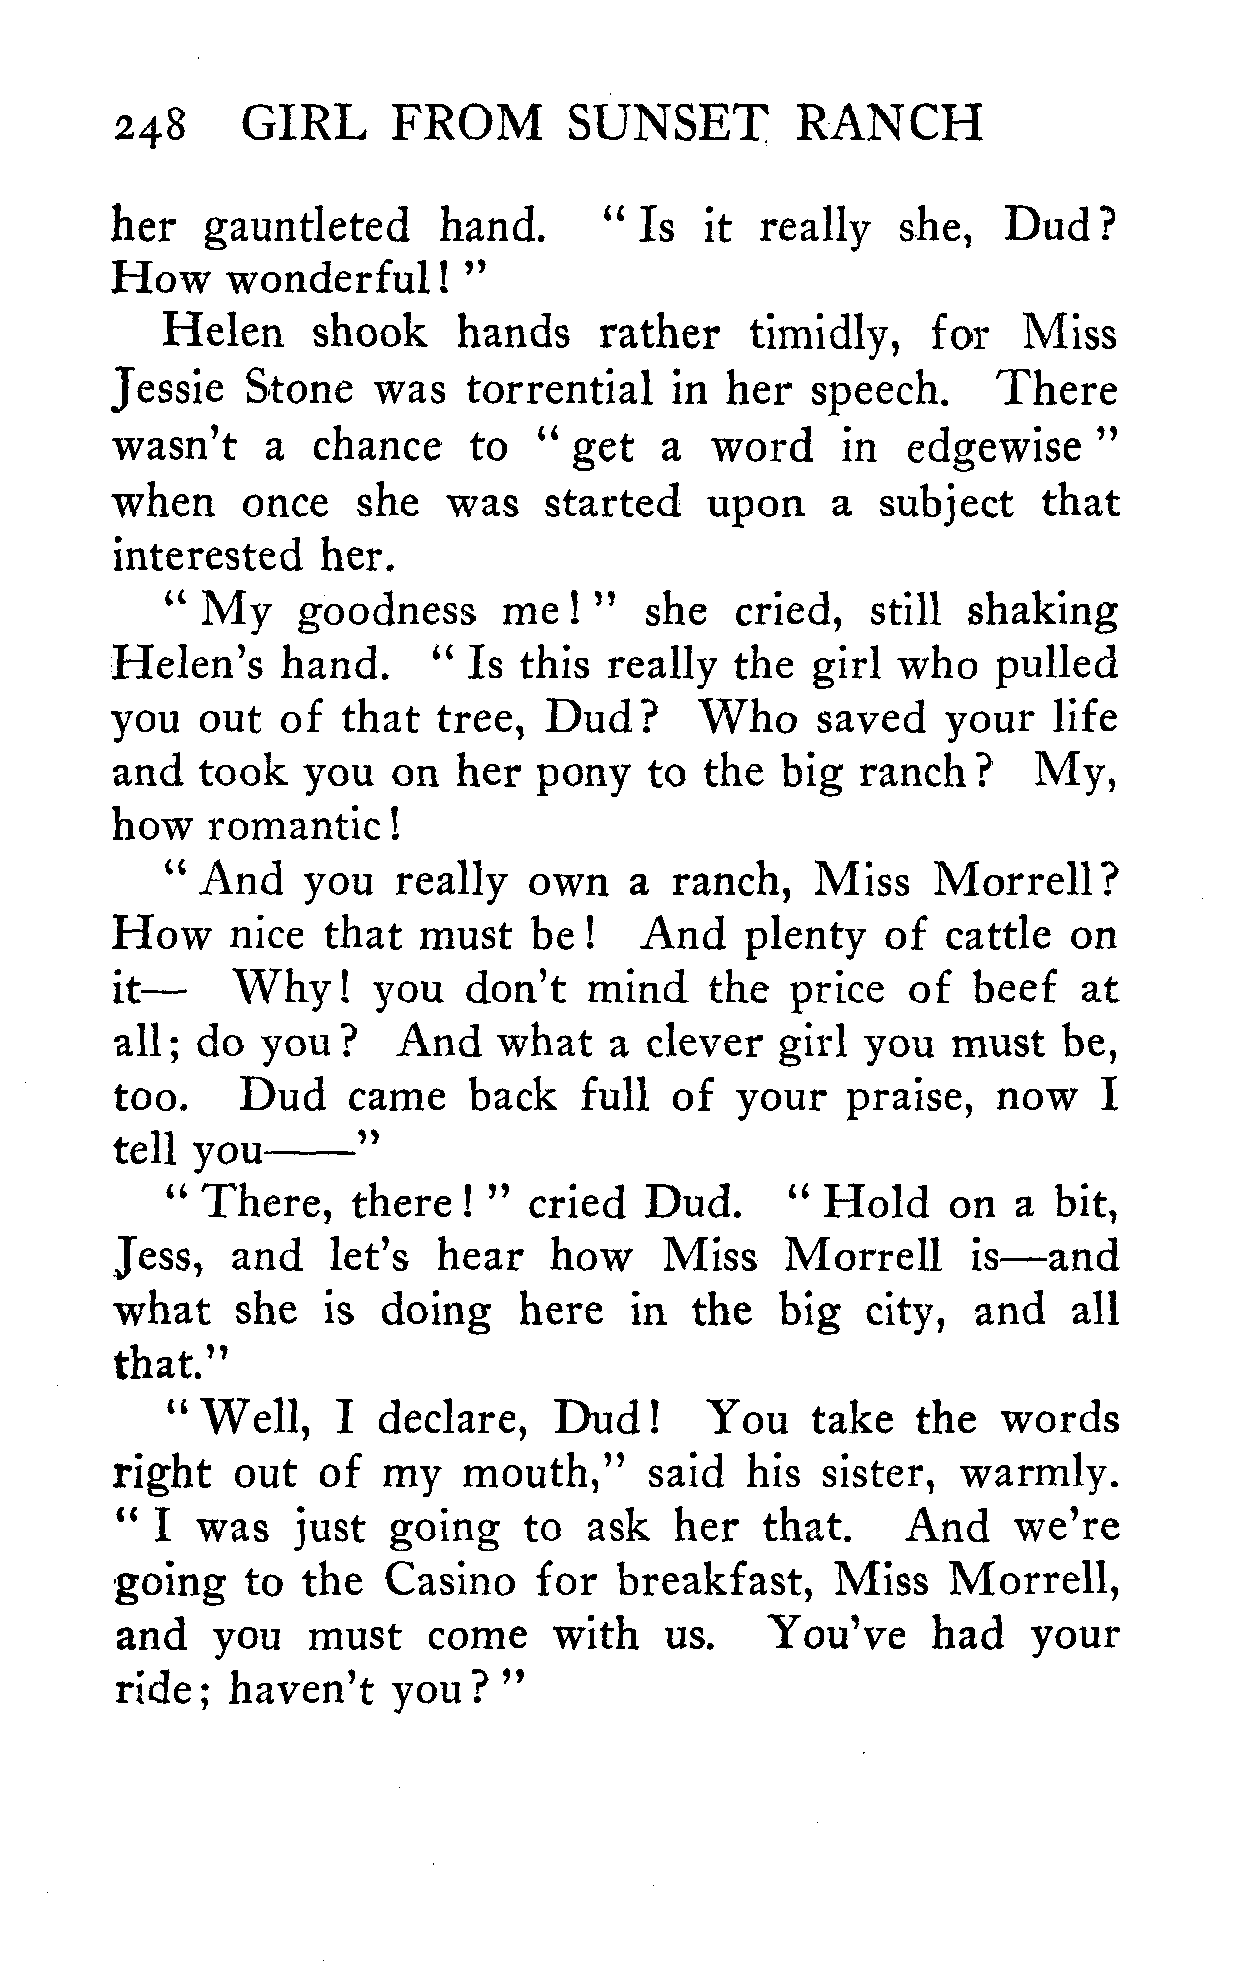 248 GIRL FROM SUNSET RANCH
her gauntleted hand. " Is it really she, Dud?
How wonderful! "
Helen shook hands rather timidly, for Miss
Jessie Stone was torrential in her speech. There
wasn't a chance to " get a word in edgewise "
when once she was started upon a subject that
interested her.
" My goodness me! " she cried, still shaking
Helen's hand. " Is this really the girl who pulled
you out of that tree, Dud? Who saved your life
and took you on her pony to the big ranch? My,
how romantic!
" And you really own a ranch, Miss Morrell?
How nice that must be! And plenty of cattle on
it— Why! you don't mind the price of beef at
all; do you? And what a clever girl you must be,
too. Dud came back full of your praise, now I
tell you——"
" There, there! " cried Dud. " Hold on a bit,
Jess, and let's hear how Miss Morrell is—and
what she is doing here in the big city, and all
that."
" Well, I declare, Dud! You take the words
right out of my mouth," said his sister, warmly.
" I was just going to ask her that. And we're
going to the Casino for breakfast, Miss Morrell,
and you must come with us. You've had your
ride; haven't you? "